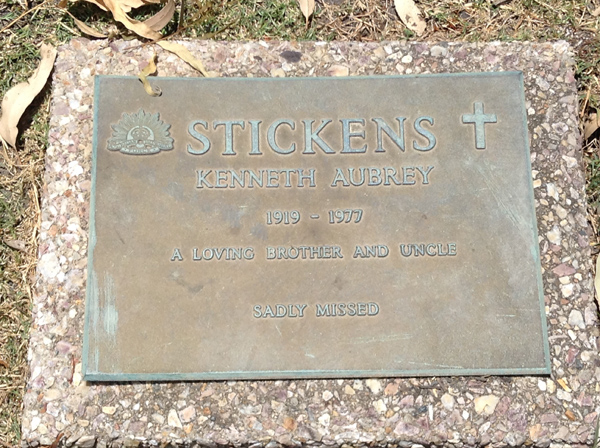 STICKENS
KENNETH AUBREY
1919 - 1977
A LOVING BROTHER AND UNCLE
SADLY MISSED